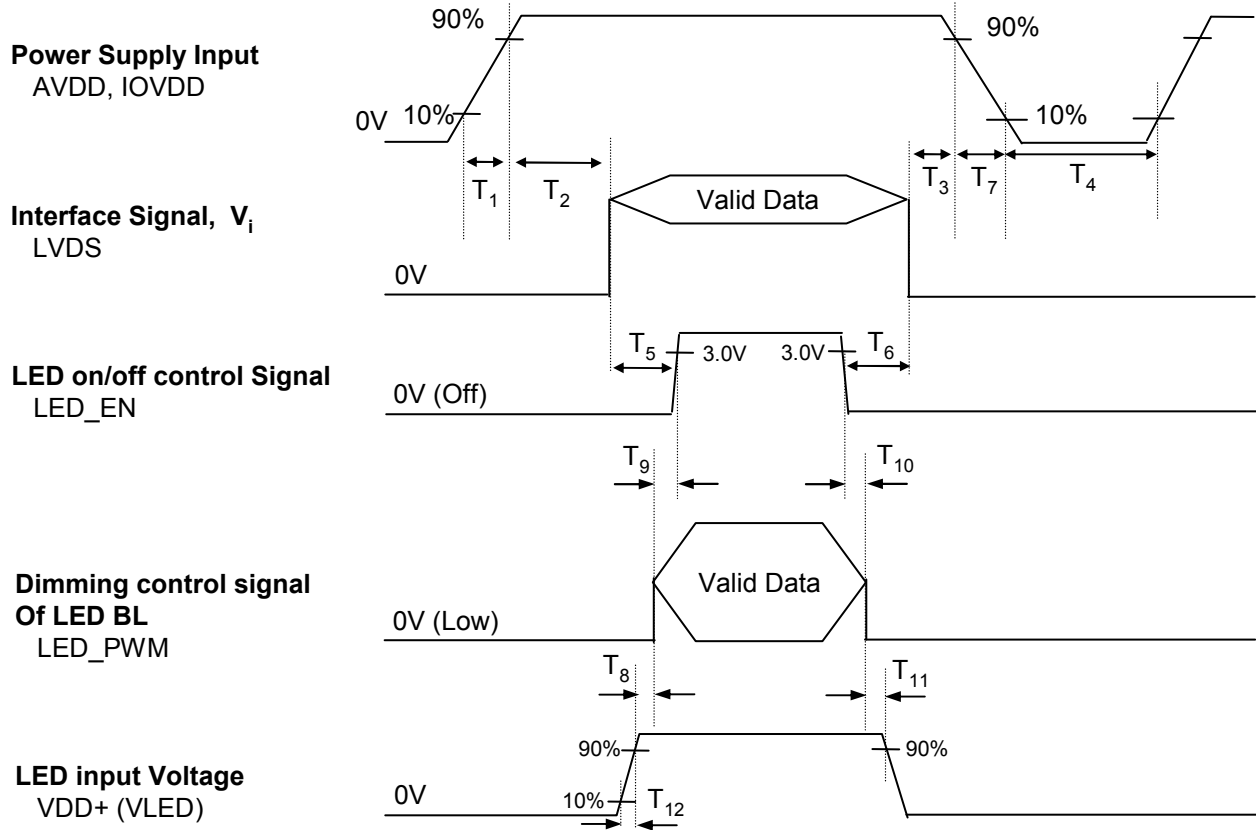 90%
90%
Power Supply Input
AVDD, IOVDD
0V 10%
10%
T1
T2
T3
T7
T4
Interface Signal, Vi
LVDS
Valid Data
0V
T5
3.0V
3.0V
T6
LED on/off control Signal
LED_EN
0V (Off)
T9
T10
Dimming control signal
Of LED BL
LED_PWM
Valid Data
0V (Low)
T8
T11
90%
90%
LED input Voltage
VDD+ (VLED)
0V
10%
T12